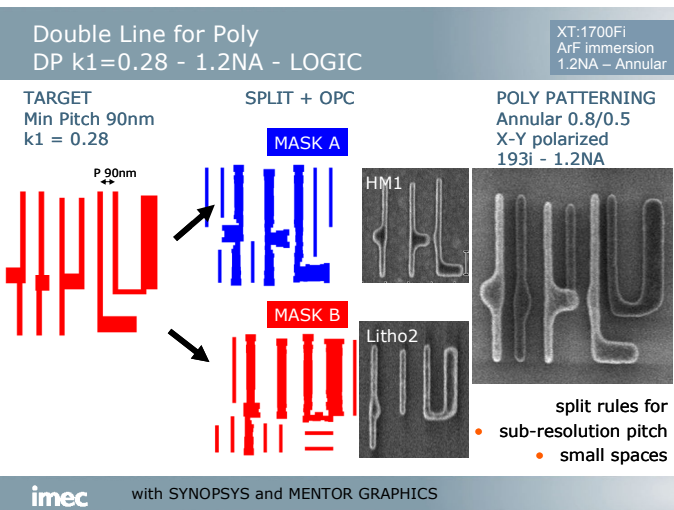 Double Line for Poly
DP k1=0.28 - 1.2NA - LOGIC
XT:1700Fi
ArF immersion
1.2NA – Annular
TARGET
Min Pitch 90nm
k1 = 0.28
SPLIT + OPC
POLY PATTERNING
Annular 0.8/0.5
X-Y polarized
193i - 1.2NA
MASK A
P 90nm
HM1
MASK B
Litho2
split rules for
• sub-resolution pitch
• small spaces
imec
with SYNOPSYS and MENTOR GRAPHICS